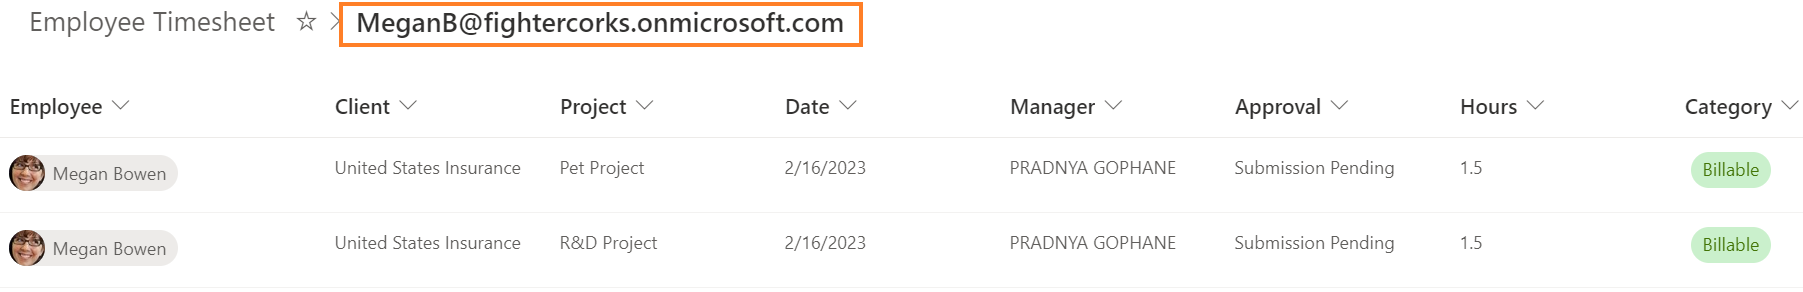 Employee Timesheet MeganB@fightercorks.onmicrosoft.com
Employee Client Project Date Manager Approval Hours Category
Megan Bowen United States Insurance Pet Project 2/16/2023 PRADNYA GOPHANE Submission Pending 1.5 Billable
Megan Bowen United States Insurance R&D Project 2/16/2023 PRADNYA GOPHANE Submission Pending 1.5 Billable